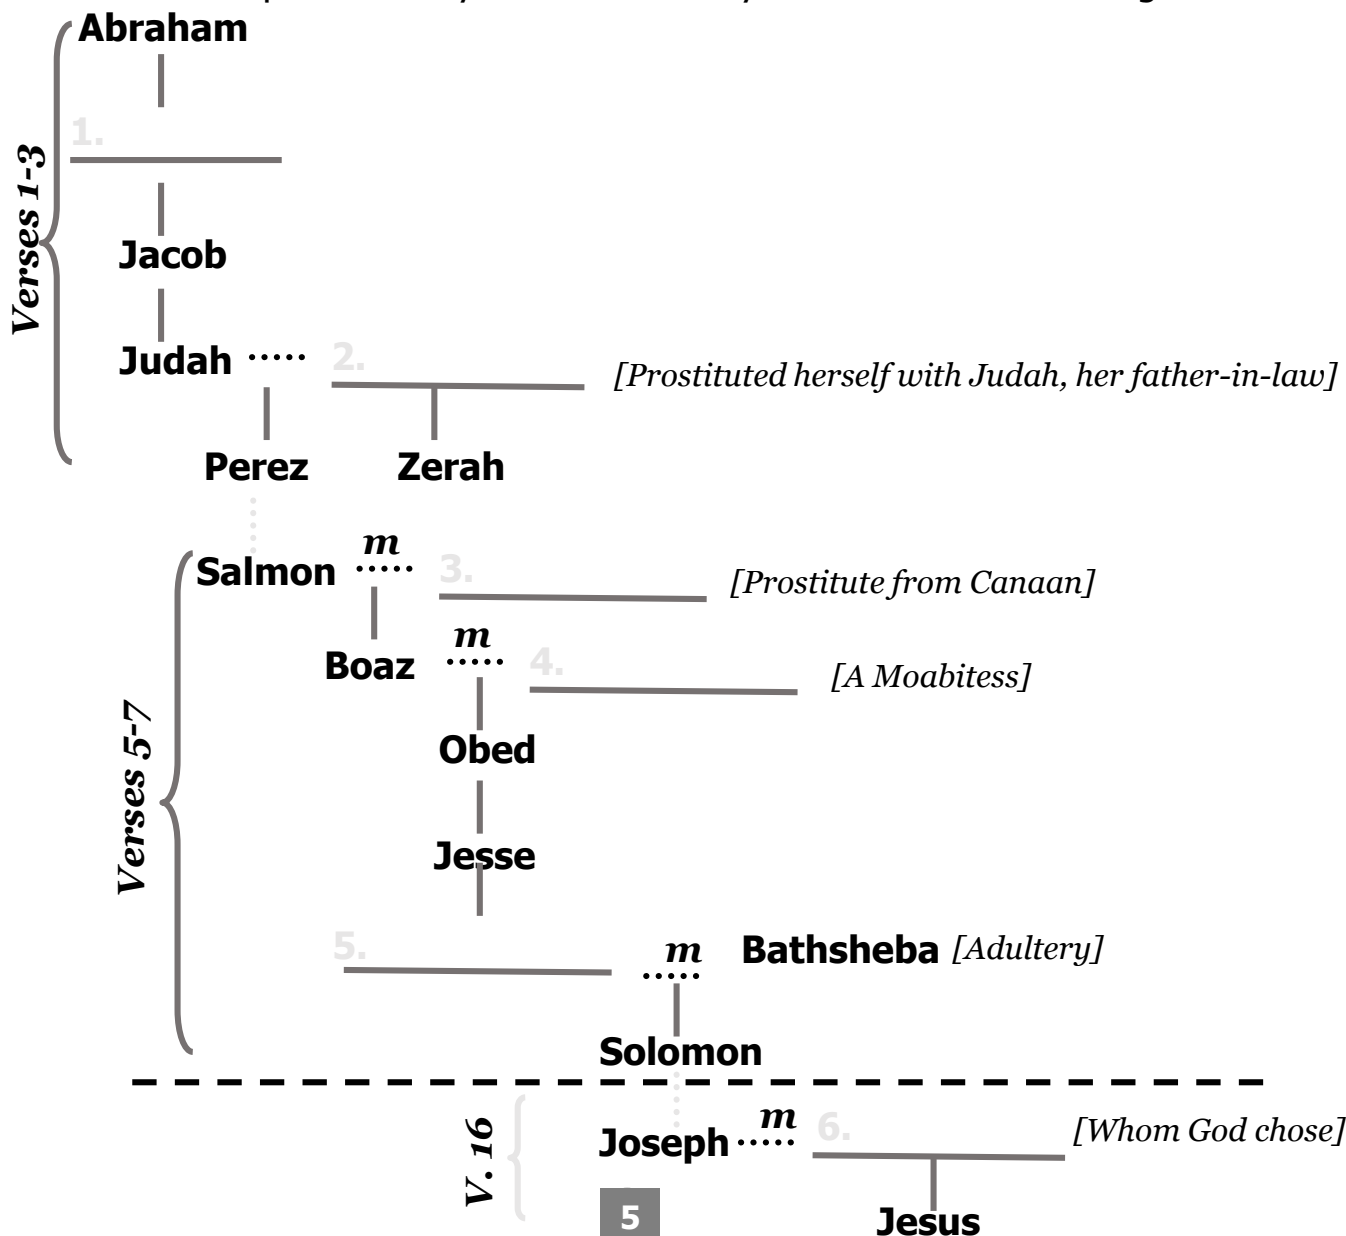 Abraham
1.
Verses 1-3
Jacob
Judah ..... 2.
[Prostituted herself with Judah, her father-in-law]
Perez Zerah
Salmon m ..... 3.
[Prostitute from Canaan]
Boaz m ..... 4.
[A Moabitess]
Obed
Verses 5-7
Jesse
5.
m ..... Bathsheba [Adultery]
Solomon
V. 16
Joseph m ..... 6.
[Whom God chose]
5
Jesus